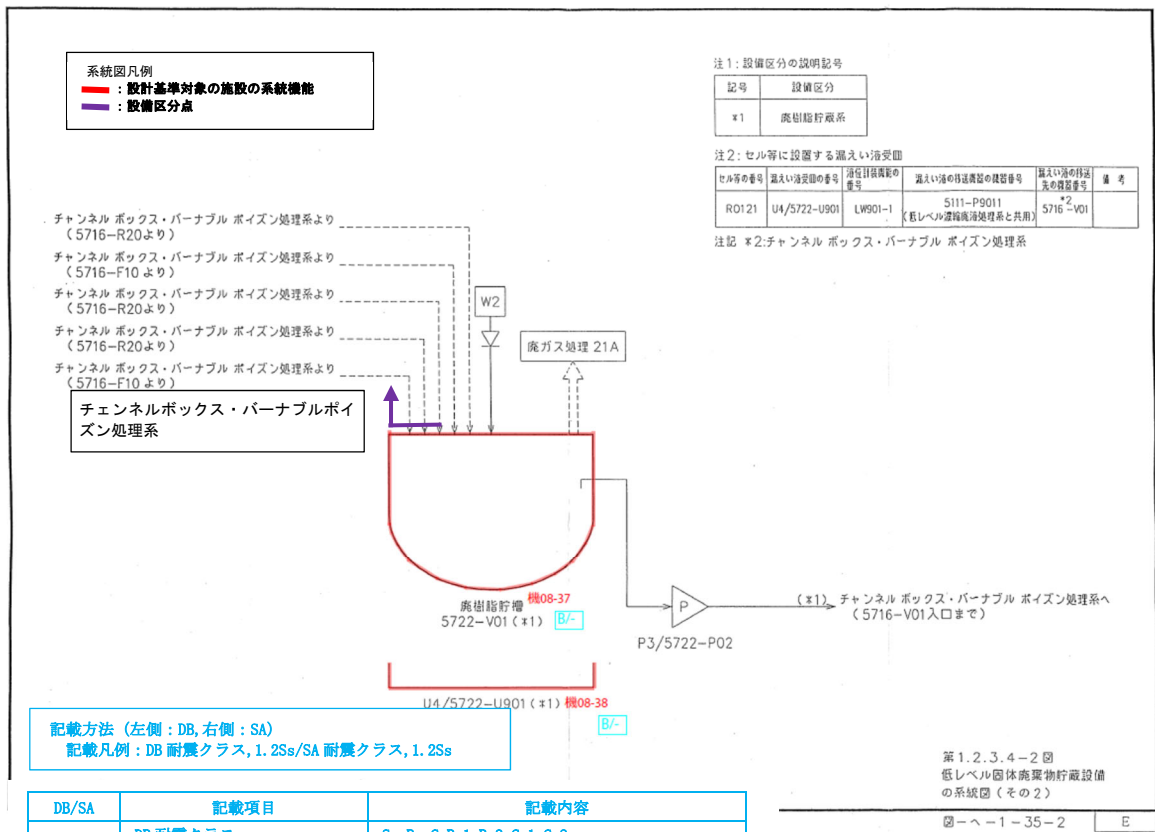 系統図凡例
：設計基準対象の施設の系統機能
：設備区分点
注1：設備区分の説明記号
記号 設備区分
*1 廃樹脂貯蔵系
注2：セル等に設置する漏えい液受皿
セル等の番号 漏えい液受皿の番号 液位計装機能の番号 漏えい液の移送機器の機器番号 漏えい液の移送先の機器番号 備考
R0121 U4/5722-U901 LW901-1 5111-P9011 (低レベル濃縮廃液処理系と共用) *2 5716-V01
注記 *2:チャンネル ボックス・バーナブル ポイズン処理系
チャンネル ボックス・バーナブル ポイズン処理系より
(5716-R20より)
チャンネル ボックス・バーナブル ポイズン処理系より
(5716-F10より)
チャンネル ボックス・バーナブル ポイズン処理系より
(5716-R20より)
チャンネル ボックス・バーナブル ポイズン処理系より
(5716-R20より)
チャンネル ボックス・バーナブル ポイズン処理系より
(5716-F10より)
W2
廃ガス処理 21A
チェンネルボックス・バーナブルポイ
ズン処理系
廃樹脂貯槽 機08-37
5722-V01(*1) B/-
P
P3/5722-P02
(*1) チャンネル ボックス・バーナブル ポイズン処理系へ
(5716-V01入口まで)
U4/5722-U901(*1) 機08-38
B/-
記載方法 (左側：DB,右側：SA)
記載凡例：DB 耐震クラス,1.2Ss/SA 耐震クラス,1.2Ss
第1.2.3.4-2図
低レベル固体廃棄物貯蔵設備
の系統図（その2）
図-ヘ-1-35-2 E
DB/SA 記載項目 記載内容
DB 耐震クラス